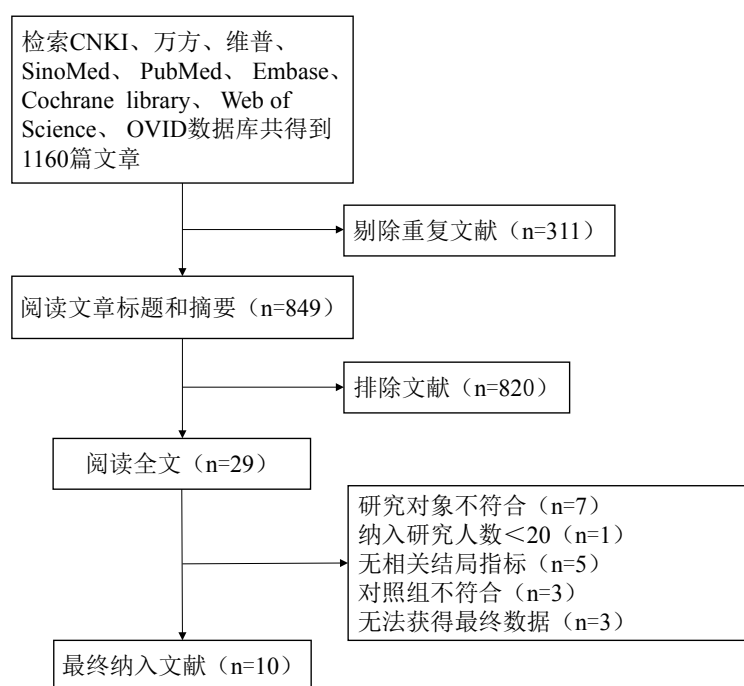 检索CNKI、万方、维普、
SinoMed、 PubMed、 Embase、
Cochrane library、 Web of
Science、 OVID数据库共得到
1160篇文章
剔除重复文献（n=311）
阅读文章标题和摘要（n=849）
排除文献（n=820）
阅读全文（n=29）
研究对象不符合（n=7）
纳入研究人数＜20（n=1）
无相关结局指标（n=5）
对照组不符合（n=3）
无法获得最终数据（n=3）
最终纳入文献（n=10）